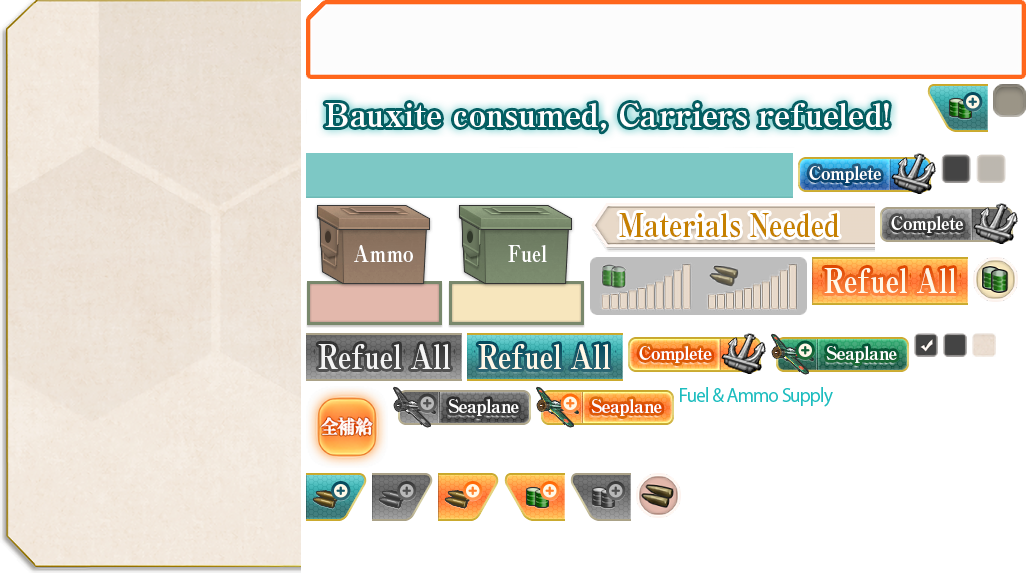 Bauxite consumed, Carriers refueled!
Complete
Ammo
Fuel
Materials Needed
Complete
Refuel All
Refuel All
Refuel All
Complete
Seaplane
全補給
Seaplane
Seaplane
Fuel & Ammo Supply